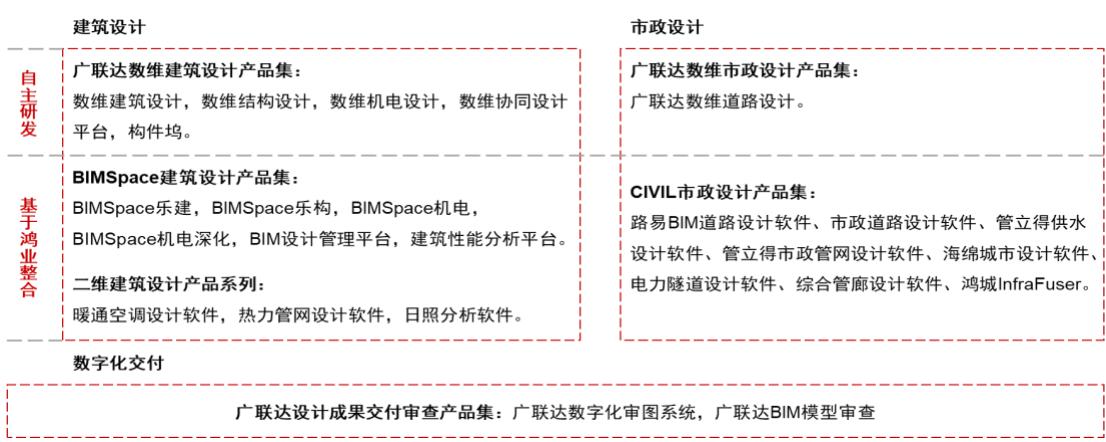 建筑设计
市政设计
自主研发
广联达数维建筑设计产品集：
数维建筑设计，数维结构设计，数维机电设计，数维协同设计
平台，构件坞。
广联达数维市政设计产品集：
广联达数维道路设计。
基于鸿业整合
BIMSpace建筑设计产品集：
BIMSpace乐建，BIMSpace乐构，BIMSpace机电，
BIMSpace机电深化，BIM设计管理平台，建筑性能分析平台。
二维建筑设计产品系列：
暖通空调设计软件，热力管网设计软件，日照分析软件。
CIVIL市政设计产品集：
路易BIM道路设计软件、市政道路设计软件、管立得供水
设计软件、管立得市政管网设计软件、海绵城市设计软件、
电力隧道设计软件、综合管廊设计软件、鸿城InfraFuser。
数字化交付
广联达设计成果交付审查产品集：广联达数字化审图系统，广联达BIM模型审查